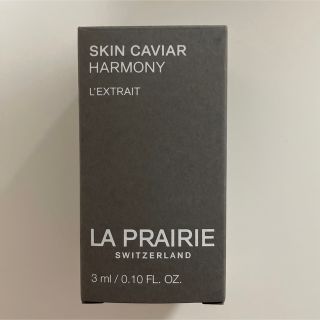 SKIN CAVIAR
HARMONY
L'EXTRAIT
LA PRAIRIE
SWITZERLAND
3 ml / 0.10 FL. OZ.